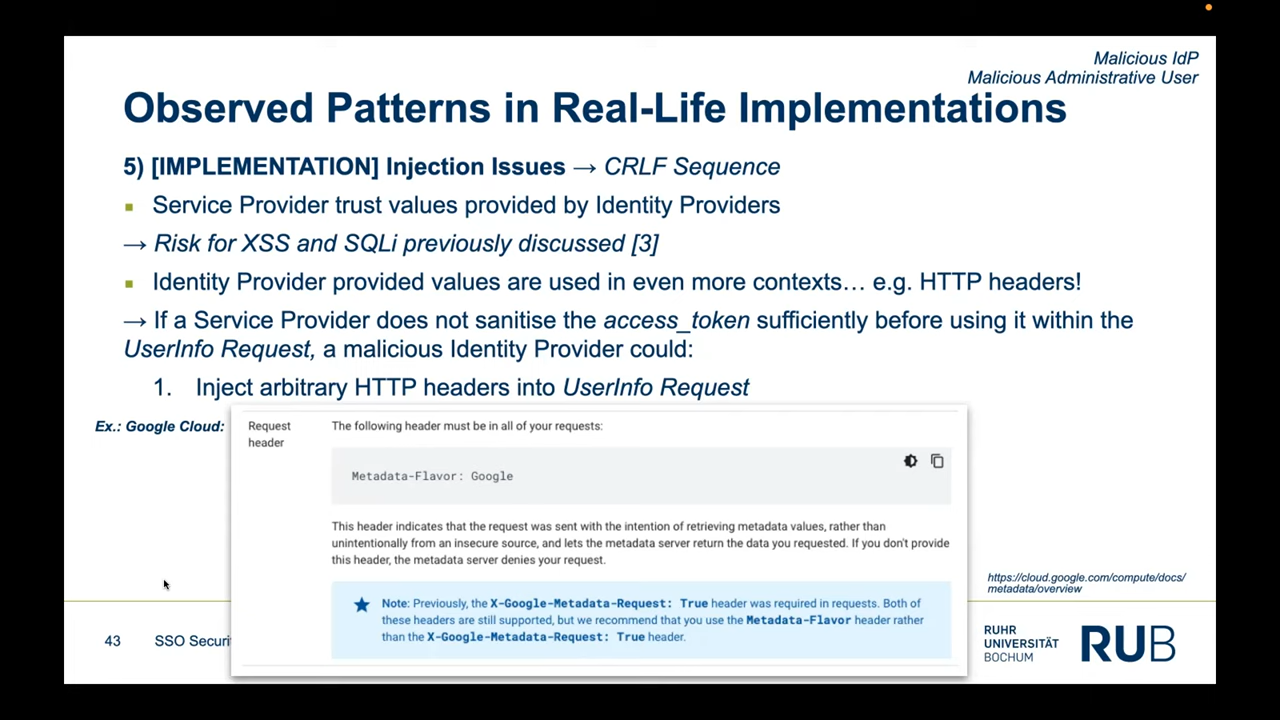 Malicious IdP
Malicious Administrative User
Observed Patterns in Real-Life Implementations
5) [IMPLEMENTATION] Injection Issues → CRLF Sequence
▪ Service Provider trust values provided by Identity Providers
→ Risk for XSS and SQLi previously discussed [3]
▪ Identity Provider provided values are used in even more contexts… e.g. HTTP headers!
→ If a Service Provider does not sanitise the access_token sufficiently before using it within the
UserInfo Request, a malicious Identity Provider could:
1. Inject arbitrary HTTP headers into UserInfo Request
Ex.: Google Cloud:
Request
header
The following header must be in all of your requests:
Metadata-Flavor: Google
This header indicates that the request was sent with the intention of retrieving metadata values, rather than
unintentionally from an insecure source, and lets the metadata server return the data you requested. If you don't provide
this header, the metadata server denies your request.
Note: Previously, the X-Google-Metadata-Request: True header was required in requests. Both of
these headers are still supported, but we recommend that you use the Metadata-Flavor header rather
than the X-Google-Metadata-Request: True header.
https://cloud.google.com/compute/docs/
metadata/overview
43 SSO Securi
RUHR
UNIVERSITÄT
BOCHUM
RUB